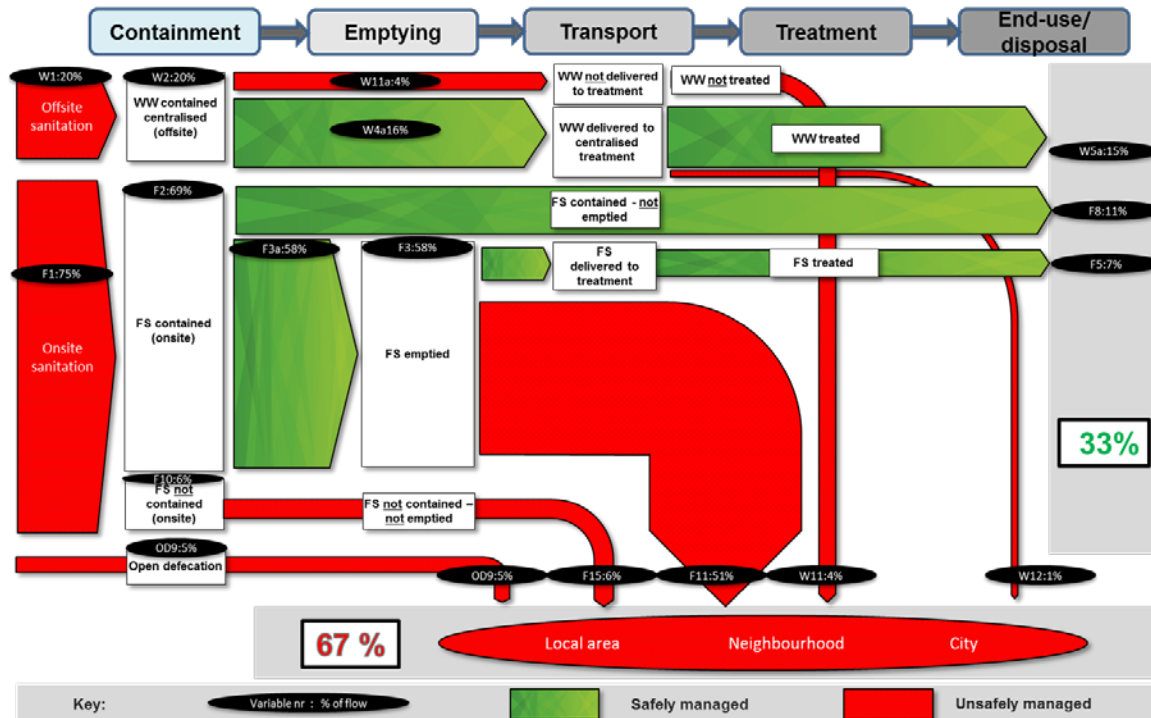 Containment
Emptying
Transport
Treatment
End-use/
disposal
W1:20%
Offsite
sanitation
W2:20%
WW contained
centralised
(offsite)
W11a:4%
W4a16%
WW not delivered
to treatment
WW delivered to
centralised
treatment
WW not treated
WW treated
W5a:15%
F1:75%
Onsite
sanitation
F2:69%
FS contained
(onsite)
FS contained - not
emptied
F8:11%
F3a:58%
F3:58%
FS emptied
FS
delivered to
treatment
FS treated
F5:7%
33%
F10:6%
FS not
contained
(onsite)
FS not contained –
not emptied
OD9:5%
Open defecation
OD9:5%
F15:6%
F11:51%
W11:4%
W12:1%
67 %
Local area
Neighbourhood
City
Key:
Variable nr : % of flow
Safely managed
Unsafely managed